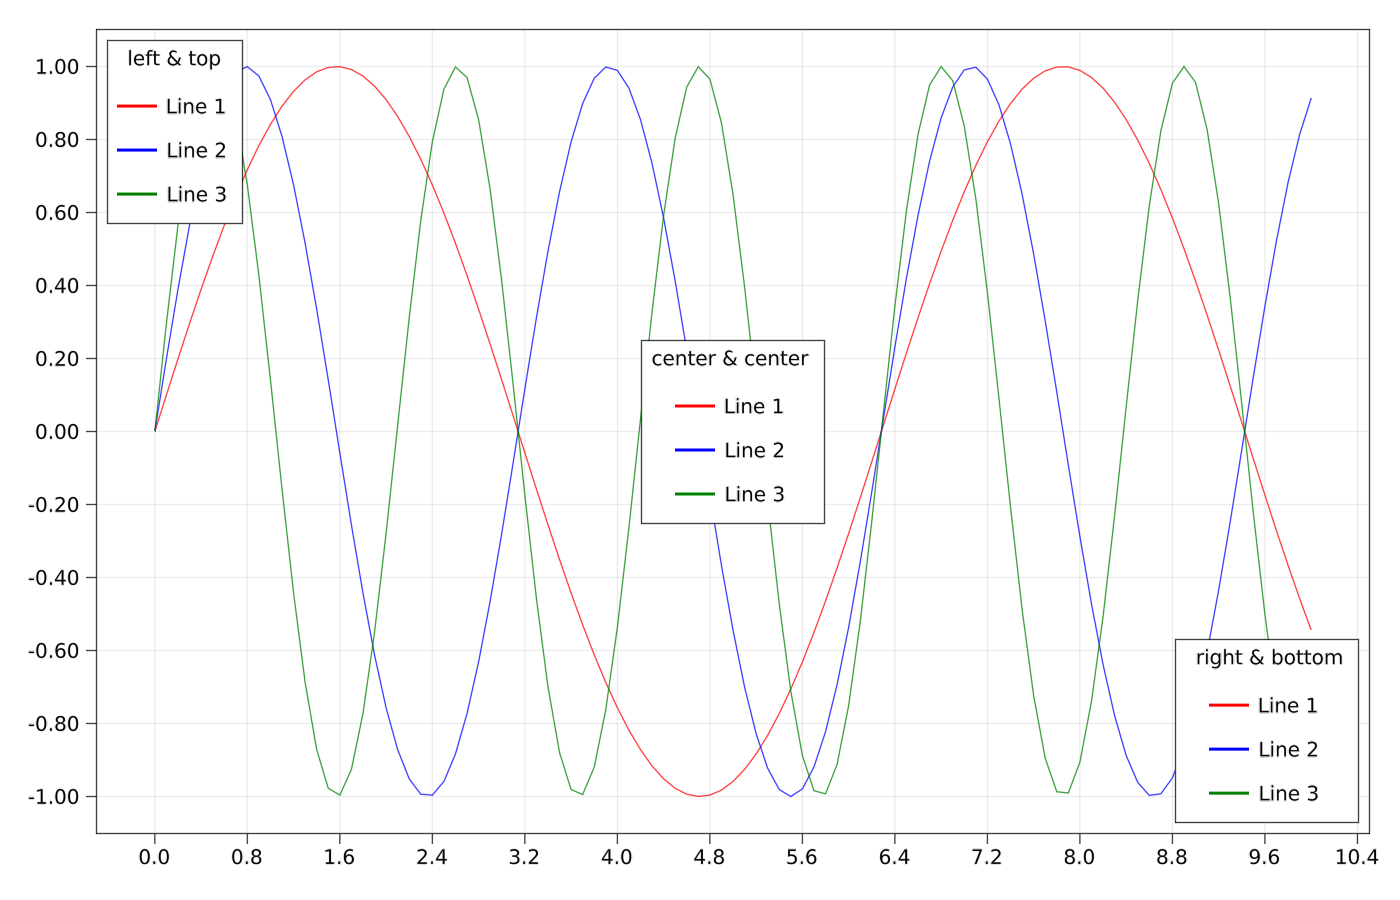 left & top
Line 1
Line 2
Line 3
center & center
Line 1
Line 2
Line 3
right & bottom
Line 1
Line 2
Line 3
1.00
0.80
0.60
0.40
0.20
0.00
-0.20
-0.40
-0.60
-0.80
-1.00
0.0 0.8 1.6 2.4 3.2 4.0 4.8 5.6 6.4 7.2 8.0 8.8 9.6 10.4